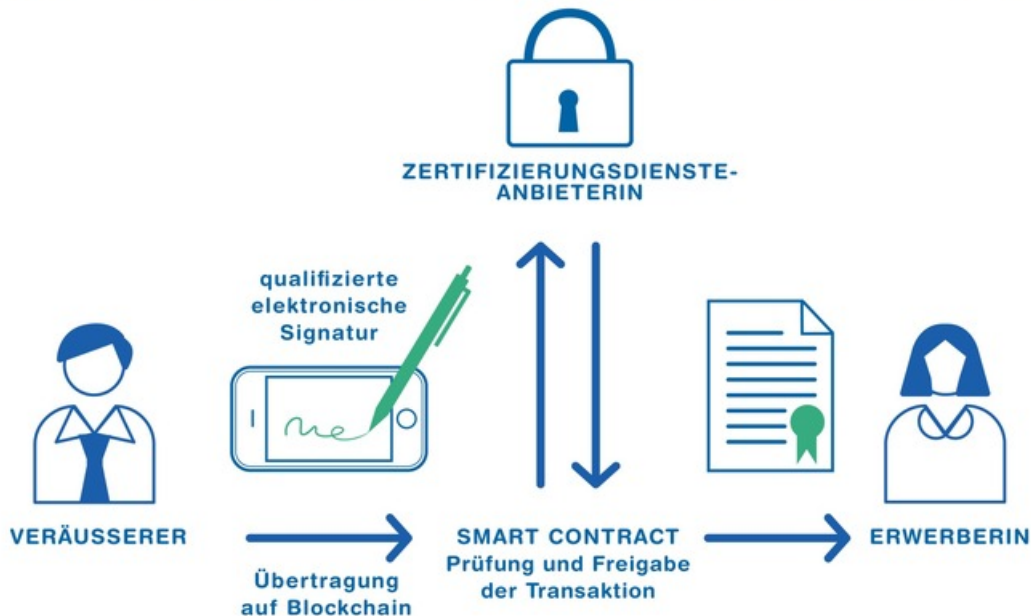 ZERTIFIZIERUNGSDIENSTE-
ANBIETERIN
qualifizierte
elektronische
Signatur
VERÄUSSERER
Übertragung
auf Blockchain
SMART CONTRACT
Prüfung und Freigabe
der Transaktion
ERWERBERIN